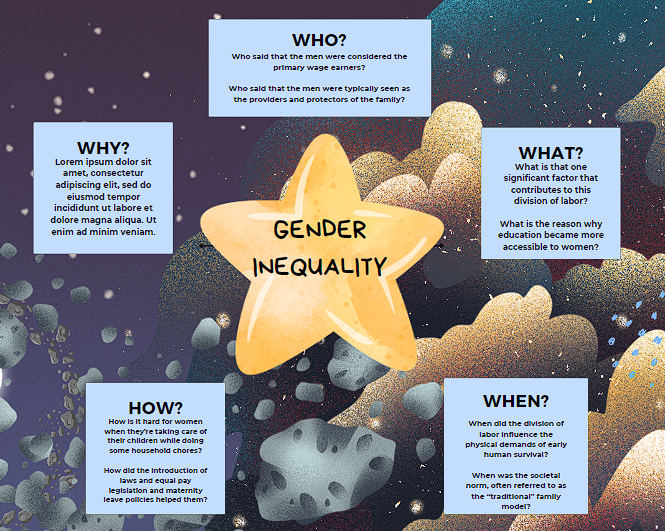 WHO?
Who said that the men were considered the
primary wage earners?
Who said that the men were typically seen as
the providers and protectors of the family?
WHY?
Lorem ipsum dolor sit
amet, consectetur
adipiscing elit, sed do
eiusmod tempor
incididunt ut labore et
dolore magna aliqua. Ut
enim ad minim veniam.
WHAT?
What is that one
significant factor that
contributes to this
division of labor?
What is the reason why
education became more
accessible to women?
GENDER
INEQUALITY
HOW?
How is it hard for women
when they're taking care of
their children while doing
some household chores?
How did the introduction of
laws and equal pay
legislation and maternity
leave policies helped them?
WHEN?
When did the division of
labor influence the
physical demands of early
human survival?
When was the societal
norm, often referred to as
the “traditional” family
model?